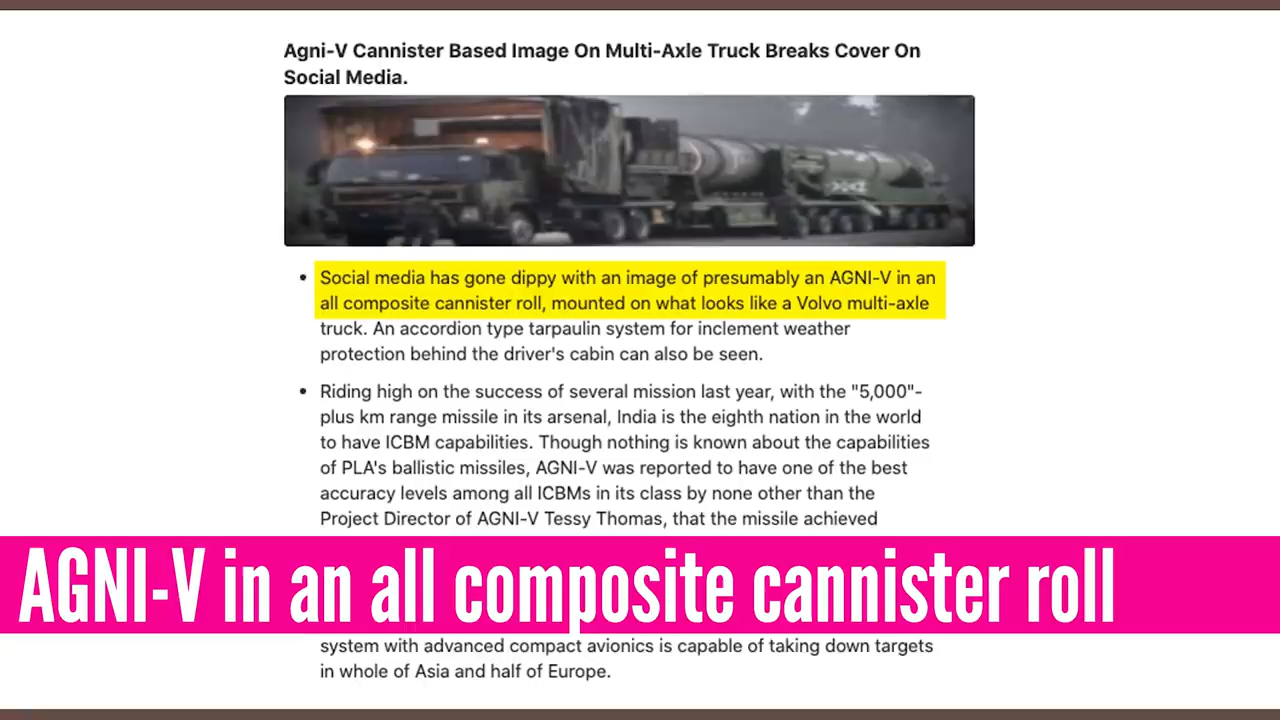 Agni-V Cannister Based Image On Multi-Axle Truck Breaks Cover On
Social Media.
• Social media has gone dippy with an image of presumably an AGNI-V in an
all composite cannister roll, mounted on what looks like a Volvo multi-axle
truck. An accordion type tarpaulin system for inclement weather
protection behind the driver's cabin can also be seen.
• Riding high on the success of several mission last year, with the "5,000"-
plus km range missile in its arsenal, India is the eighth nation in the world
to have ICBM capabilities. Though nothing is known about the capabilities
of PLA's ballistic missiles, AGNI-V was reported to have one of the best
accuracy levels among all ICBMs in its class by none other than the
Project Director of AGNI-V Tessy Thomas, that the missile achieved
AGNI-V in an all composite cannister roll
system with advanced compact avionics is capable of taking down targets
in whole of Asia and half of Europe.